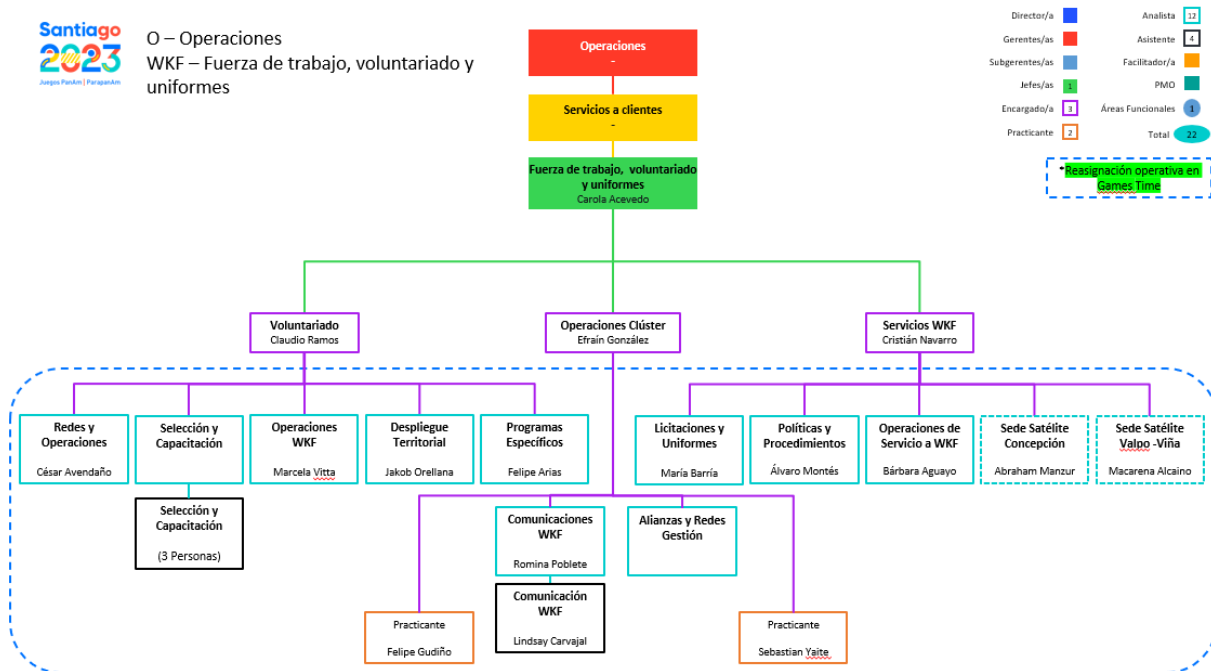 Santiago
2023
Juegos PanAm | ParapanAm
O – Operaciones
WKF – Fuerza de trabajo, voluntariado y
uniformes
Director/a
Gerentes/as
Subgerentes/as
Jefes/as 1
Encargado/a 3
Practicante 2
Analista 12
Asistente 4
Facilitador/a
PMO
Áreas Funcionales 1
Total 22
*Reasignación operativa en
Games Time
Operaciones
-
Servicios a clientes
-
Fuerza de trabajo, voluntariado
y uniformes
Carola Acevedo
Voluntariado
Claudio Ramos
Operaciones Clúster
Efraín González
Servicios WKF
Cristián Navarro
Redes y
Operaciones
César Avendaño
Selección y
Capacitación
Operaciones
WKF
Marcela Vitta
Despliegue
Territorial
Jakob Orellana
Programas
Específicos
Felipe Arias
Licitaciones y
Uniformes
María Barría
Políticas y
Procedimientos
Álvaro Montés
Operaciones de
Servicio a WKF
Bárbara Aguayo
Sede Satélite
Concepción
Abraham Manzur
Sede Satélite
Valpo -Viña
Macarena Alcaino
Selección y
Capacitación
(3 Personas)
Comunicaciones
WKF
Romina Poblete
Alianzas y Redes
Gestión
Comunicación
WKF
Lindsay Carvajal
Practicante
Felipe Gudiño
Practicante
Sebastian Yaite